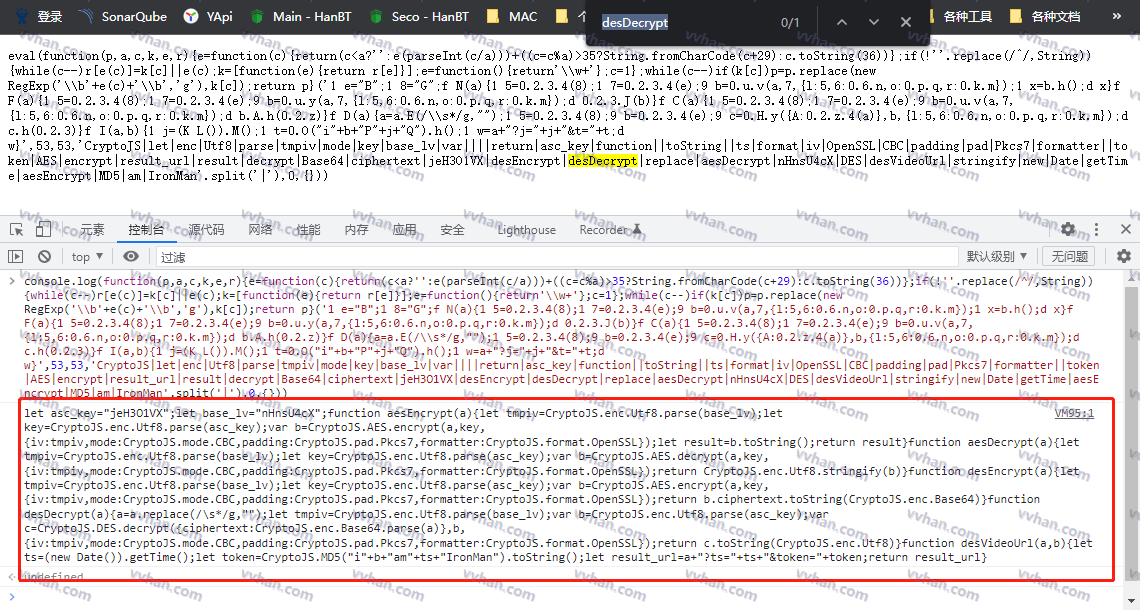 登录 SonarQube YApi Main - HanBT Seco - HanBT MAC 个 各种工具 各种文档 »
desDecrypt 0/1
eval(function(p,a,c,k,e,r){e=function(c){return(c<a?'':e(parseInt(c/a)))+((c=c%a)>35?String.fromCharCode(c+29):c.toString(36))};if(!''.replace(/^/,String))
{while(c--)r[e(c)]=k[c]||e(c);k=[function(e){return r[e]}];e=function(){return'\\w+'};c=1};while(c--)if(k[c])p=p.replace(new
RegExp('\\b'+e(c)+'\\b','g'),k[c]);return p}('1 e="B";1 8="G";f N(a){1 5=0.2.3.4(8);1 7=0.2.3.4(e);9 b=0.u.v(a,7,{l:5,6:0.6.n,o:0.p.q,r:0.k.m});1 x=b.h();d x}f
F(a){1 5=0.2.3.4(8);1 7=0.2.3.4(e);9 b=0.u.y(a,7,{l:5,6:0.6.n,o:0.p.q,r:0.k.m});d 0.2.3.J(b)}f C(a){1 5=0.2.3.4(8);1 7=0.2.3.4(e);9 b=0.u.v(a,7,
{l:5,6:0.6.n,o:0.p.q,r:0.k.m});d b.A.h(0.2.z)}f D(a){a=a.E(/\\s*/g,"");1 5=0.2.3.4(8);9 b=0.2.3.4(e);9 c=0.H.y({A:0.2.z.4(a)},b,{l:5,6:0.6.n,o:0.p.q,r:0.k.m});d
c.h(0.2.3)}f I(a,b){1 j=(K L()).M();1 t=0.O("i"+b+"P"+j+"Q").h();1 w=a+"?j="+j+"&t="+t;d
w}',53,53,'CryptoJS|let|enc|Utf8|parse|tmpiv|mode|key|base_lv|var||||return|asc_key|function||toString||ts|format|iv|OpenSSL|CBC|padding|pad|Pkcs7|formatter||to
ken|AES|encrypt|result_url|result|decrypt|Base64|ciphertext|jeH3O1VX|desEncrypt|desDecrypt|replace|aesDecrypt|nHnsU4cX|DES|desVideoUrl|stringify|new|Date|getTim
e|aesEncrypt|MD5|am|IronMan'.split('|'),0,{}))
元素 控制台 源代码 网络 性能 内存 应用 安全 Lighthouse Recorder
top ▼ 过滤 默认级别 ▼ 无问题
console.log(function(p,a,c,k,e,r){e=function(c){return(c<a?'':e(parseInt(c/a)))+((c=c%a)>35?String.fromCharCode(c+29):c.toString(36))};if(!''.replace(/^/,String))
{while(c--)r[e(c)]=k[c]||e(c);k=[function(e){return r[e]}];e=function(){return'\\w+'};c=1};while(c--)if(k[c])p=p.replace(new
RegExp('\\b'+e(c)+'\\b','g'),k[c]);return p}('1 e="B";1 8="G";f N(a){1 5=0.2.3.4(8);1 7=0.2.3.4(e);9 b=0.u.v(a,7,{l:5,6:0.6.n,o:0.p.q,r:0.k.m});1 x=b.h();d x}f
F(a){1 5=0.2.3.4(8);1 7=0.2.3.4(e);9 b=0.u.y(a,7,{l:5,6:0.6.n,o:0.p.q,r:0.k.m});d 0.2.3.J(b)}f C(a){1 5=0.2.3.4(8);1 7=0.2.3.4(e);9 b=0.u.v(a,7,
{l:5,6:0.6.n,o:0.p.q,r:0.k.m});d b.A.h(0.2.z)}f D(a){a=a.E(/\\s*/g,"");1 5=0.2.3.4(8);9 b=0.2.3.4(e);9 c=0.H.y({A:0.2.z.4(a)},b,{l:5,6:0.6.n,o:0.p.q,r:0.k.m});d
c.h(0.2.3)}f I(a,b){1 j=(K L()).M();1 t=0.O("i"+b+"P"+j+"Q").h();1 w=a+"?j="+j+"&t="+t;d
w}',53,53,'CryptoJS|let|enc|Utf8|parse|tmpiv|mode|key|base_lv|var||||return|asc_key|function||toString||ts|format|iv|OpenSSL|CBC|padding|pad|Pkcs7|formatter||token
|AES|encrypt|result_url|result|decrypt|Base64|ciphertext|jeH3O1VX|desEncrypt|desDecrypt|replace|aesDecrypt|nHnsU4cX|DES|desVideoUrl|stringify|new|Date|getTime|aesEn
crypt|MD5|am|IronMan'.split('|'),0,{}))
let asc_key="jeH3O1VX";let base_lv="nHnsU4cX";function aesEncrypt(a){let tmpiv=CryptoJS.enc.Utf8.parse(base_lv);let VM95:1
key=CryptoJS.enc.Utf8.parse(asc_key);var b=CryptoJS.AES.encrypt(a,key,
{iv:tmpiv,mode:CryptoJS.mode.CBC,padding:CryptoJS.pad.Pkcs7,formatter:CryptoJS.format.OpenSSL});let result=b.toString();return result}function aesDecrypt(a){let
tmpiv=CryptoJS.enc.Utf8.parse(base_lv);let key=CryptoJS.enc.Utf8.parse(asc_key);var b=CryptoJS.AES.decrypt(a,key,
{iv:tmpiv,mode:CryptoJS.mode.CBC,padding:CryptoJS.pad.Pkcs7,formatter:CryptoJS.format.OpenSSL});return CryptoJS.enc.Utf8.stringify(b)}function desEncrypt(a){let
tmpiv=CryptoJS.enc.Utf8.parse(base_lv);let key=CryptoJS.enc.Utf8.parse(asc_key);var b=CryptoJS.AES.encrypt(a,key,
{iv:tmpiv,mode:CryptoJS.mode.CBC,padding:CryptoJS.pad.Pkcs7,formatter:CryptoJS.format.OpenSSL});return b.ciphertext.toString(CryptoJS.enc.Base64)}function
desDecrypt(a){a=a.replace(/\s*/g,"");let tmpiv=CryptoJS.enc.Utf8.parse(base_lv);var b=CryptoJS.enc.Utf8.parse(asc_key);var
c=CryptoJS.DES.decrypt({ciphertext:CryptoJS.enc.Base64.parse(a)},b,
{iv:tmpiv,mode:CryptoJS.mode.CBC,padding:CryptoJS.pad.Pkcs7,formatter:CryptoJS.format.OpenSSL});return c.toString(CryptoJS.enc.Utf8)}function desVideoUrl(a,b){let
ts=(new Date()).getTime();let token=CryptoJS.MD5("i"+b+"am"+ts+"IronMan").toString();let result_url=a+"?ts="+ts+"&token="+token;return result_url}
undefined
vvhan.com